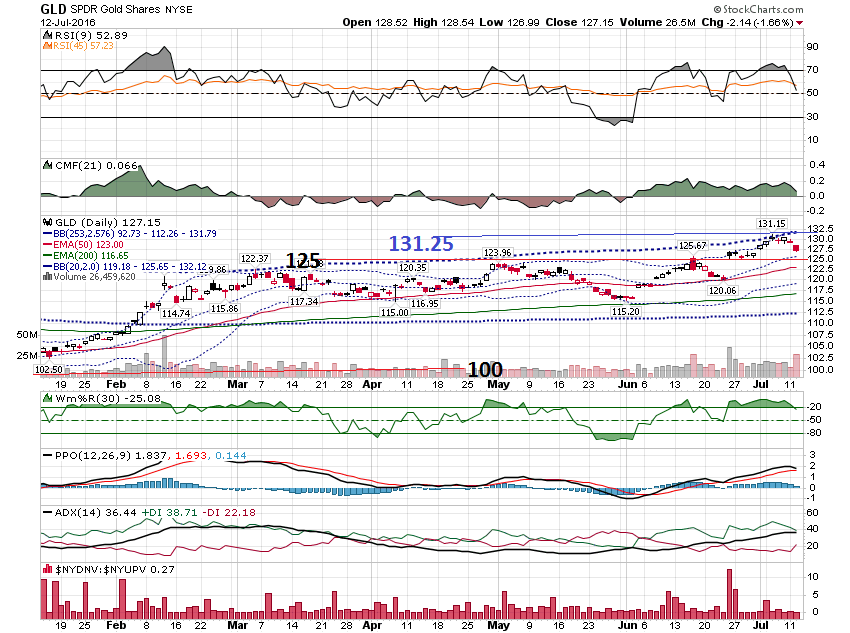 GLD SPDR Gold Shares NYSE
© StockCharts.com
12-Jul-2016
Open 128.52 High 128.54 Low 126.99 Close 127.15 Volume 26.5M Chg -2.14 (-1.66%)
RSI(9) 52.89
RSI(45) 57.23
90
70
50
30
10
CMF(21) 0.066
0.4
0.2
0.0
-0.2
GLD (Daily) 127.15
BB(253,2.576) 92.73 - 112.26 - 131.79
EMA(50) 123.00
EMA(200) 116.65
BB(20,2.0) 119.18 - 125.65 - 132.12
Volume 26,459,620
131.25
125
100
131.15
125.67
123.96
122.37
9.86
120.35
120.06
117.34
116.95
115.86
115.20
115.00
114.74
102.50
132.5
130.0
127.5
125.0
122.5
120.0
117.5
115.0
112.5
110.0
107.5
105.0
102.5
100.0
50M
25M
19 25 Feb 8 16 22 Mar 7 14 21 28 Apr 11 18 25 May 9 16 23 Jun 6 13 20 27 Jul 11
Wm%R(30) -25.08
-20
-50
-80
PPO(12,26,9) 1.837, 1.693, 0.144
3
2
1
0
-1
ADX(14) 36.44 +DI 38.71 -DI 22.18
60
40
20
$NYDNV:$NYUPV 0.27
10
5
0
19 25 Feb 8 16 22 Mar 7 14 21 28 Apr 11 18 25 May 9 16 23 Jun 6 13 20 27 Jul 11